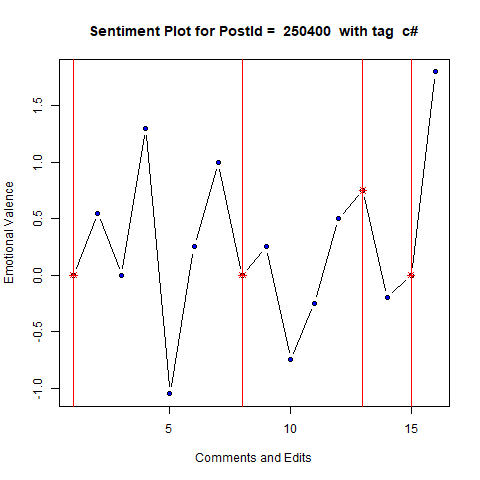 Sentiment Plot for PostId =  250400  with tag  c#
Emotional Valence
1.5
1.0
0.5
0.0
-0.5
-1.0
5 10 15
Comments and Edits